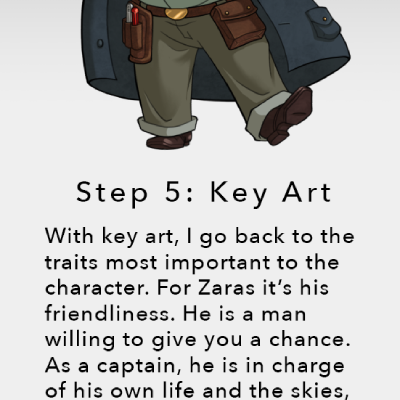 Step 5: Key Art
With key art, I go back to the
traits most important to the
character. For Zaras it’s his
friendliness. He is a man
willing to give you a chance.
As a captain, he is in charge
of his own life and the skies,